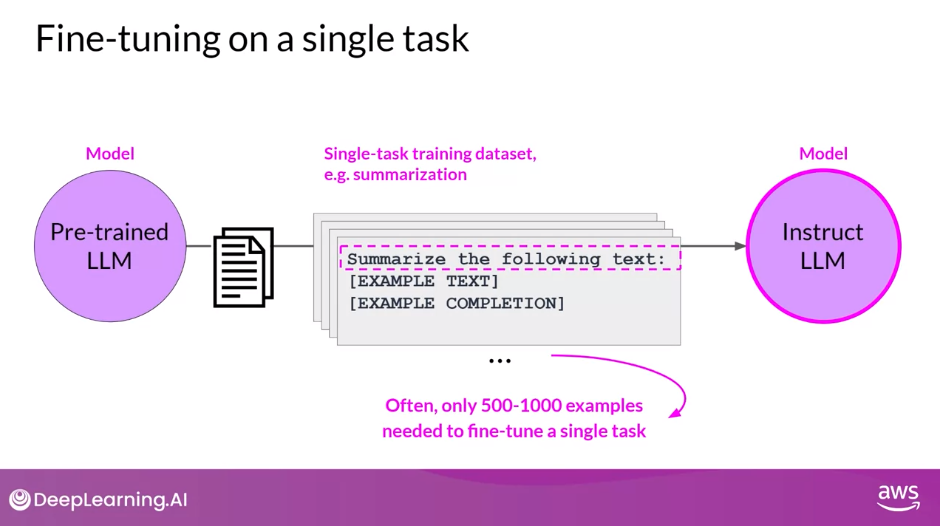 Fine-tuning on a single task
Model
Pre-trained
LLM
Single-task training dataset,
e.g. summarization
Summarize the following text:
[EXAMPLE TEXT]
[EXAMPLE COMPLETION]
...
Often, only 500-1000 examples
needed to fine-tune a single task
Model
Instruct
LLM
DeepLearning.AI
aws